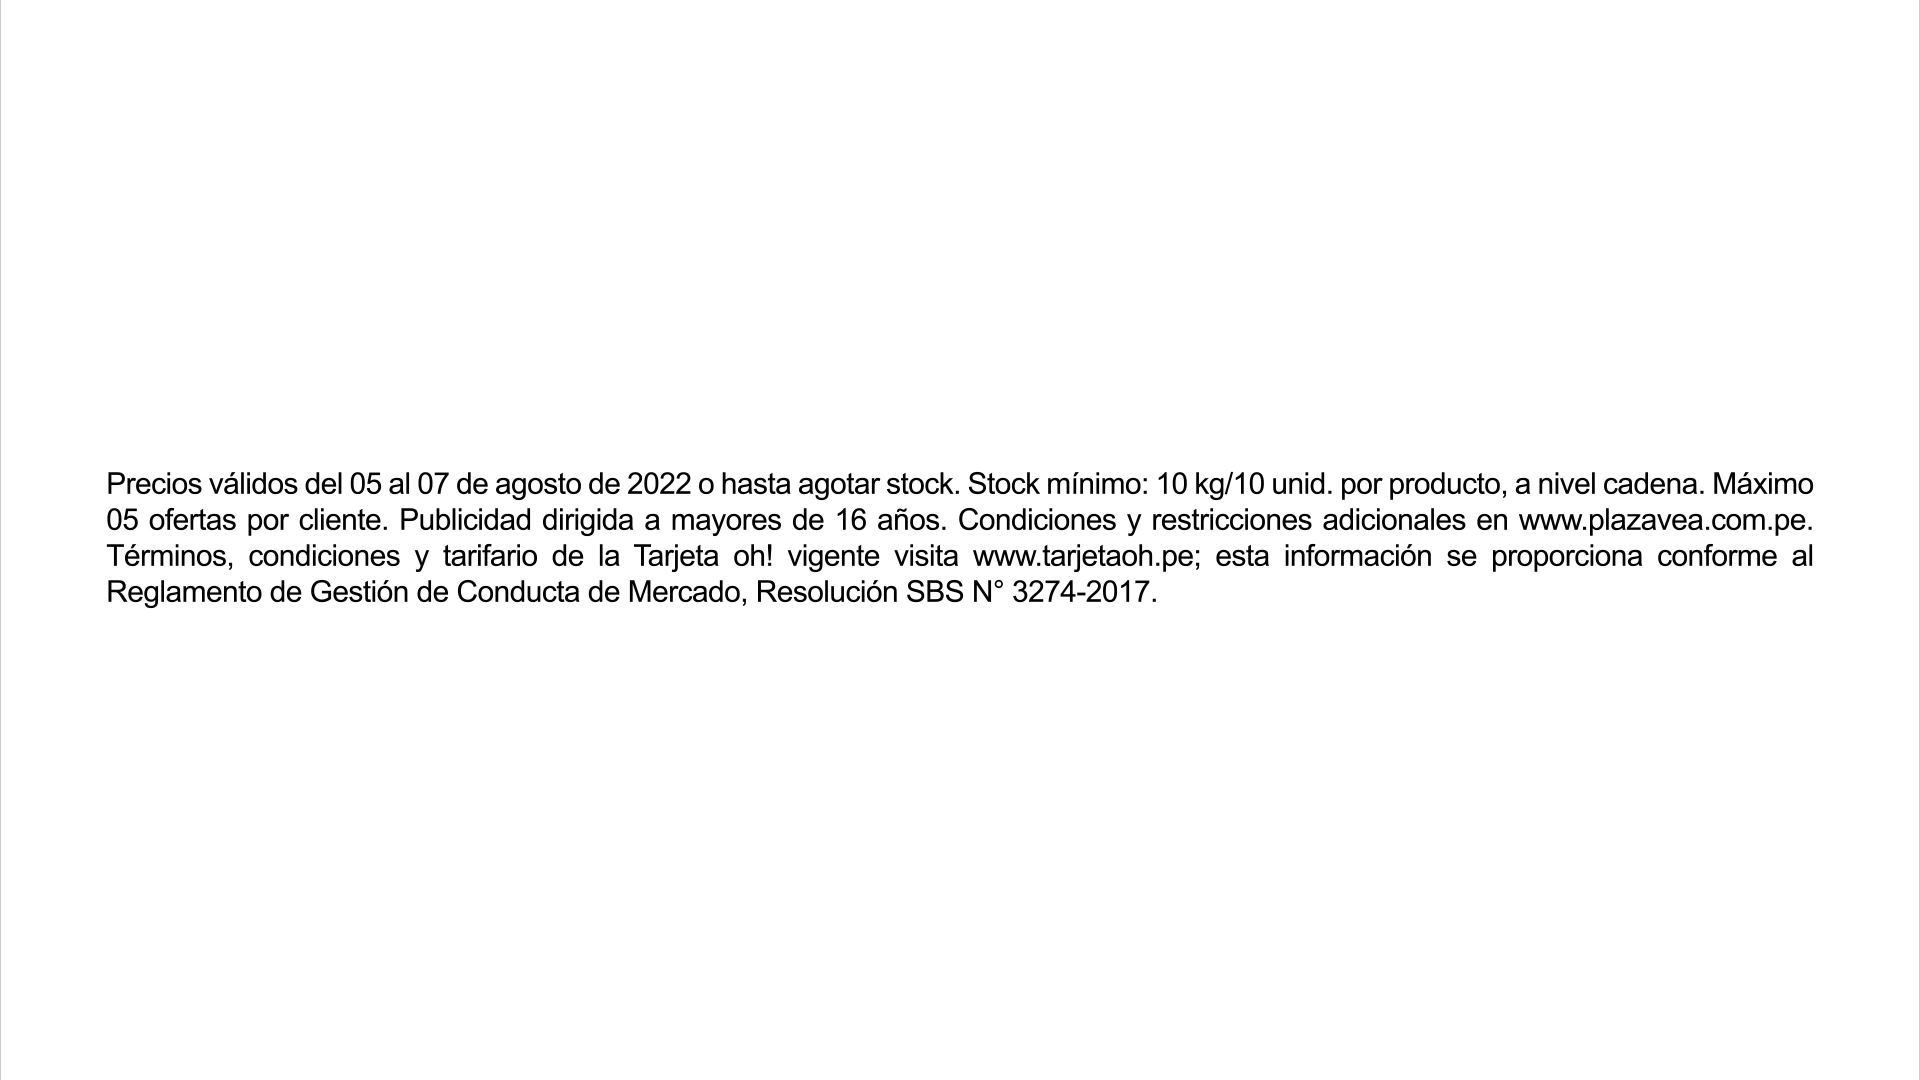 Precios válidos del 05 al 07 de agosto de 2022 o hasta agotar stock. Stock mínimo: 10 kg/10 unid. por producto, a nivel cadena. Máximo
05 ofertas por cliente. Publicidad dirigida a mayores de 16 años. Condiciones y restricciones adicionales en www.plazavea.com.pe.
Términos, condiciones y tarifario de la Tarjeta oh! vigente visita www.tarjetaoh.pe; esta información se proporciona conforme al
Reglamento de Gestión de Conducta de Mercado, Resolución SBS N° 3274-2017.